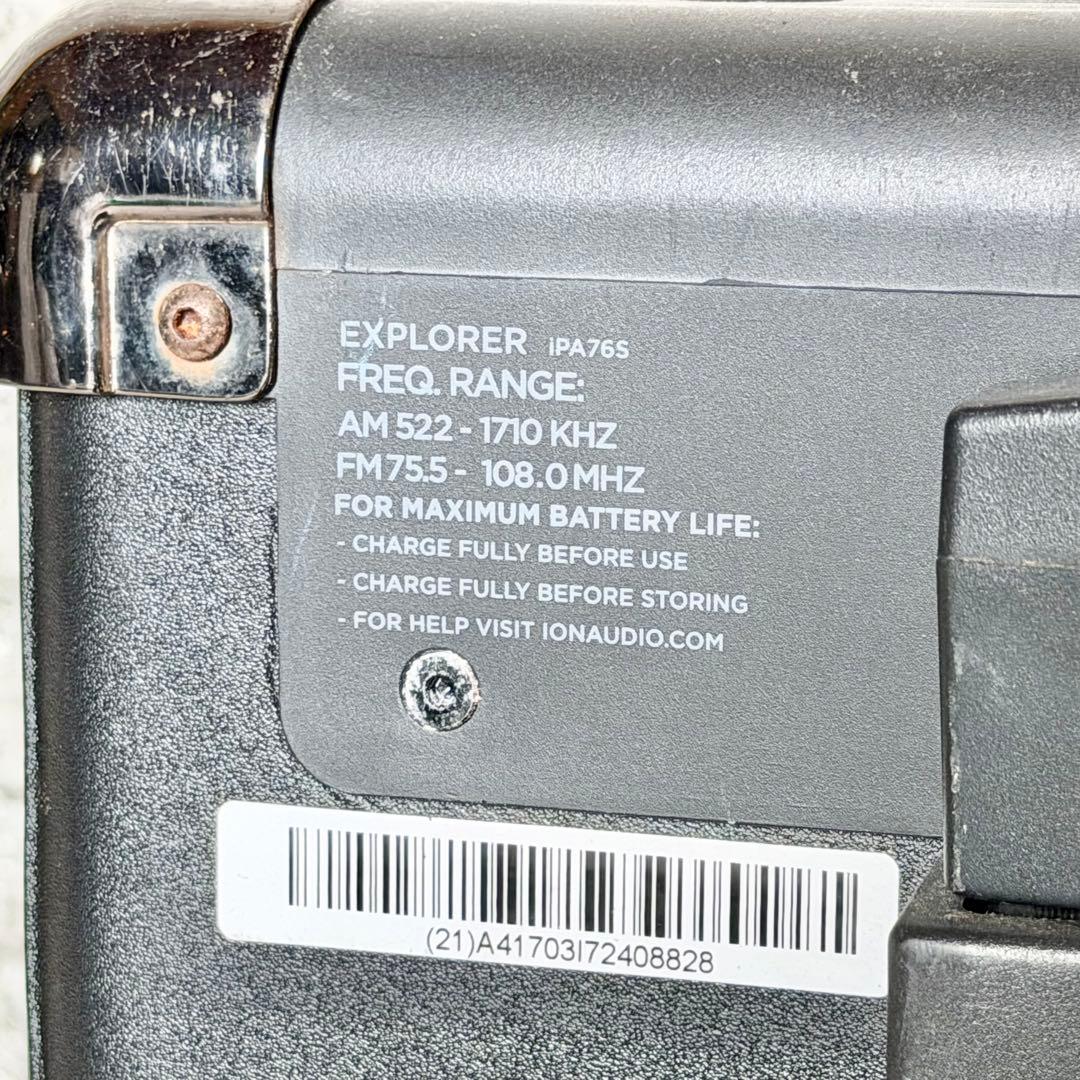 EXPLORER iPA76S
FREQ. RANGE:
AM 522 - 1710 KHZ
FM 75.5 - 108.0 MHZ
FOR MAXIMUM BATTERY LIFE:
- CHARGE FULLY BEFORE USE
- CHARGE FULLY BEFORE STORING
- FOR HELP VISIT IONAUDIO.COM
(21)A41703I72408828